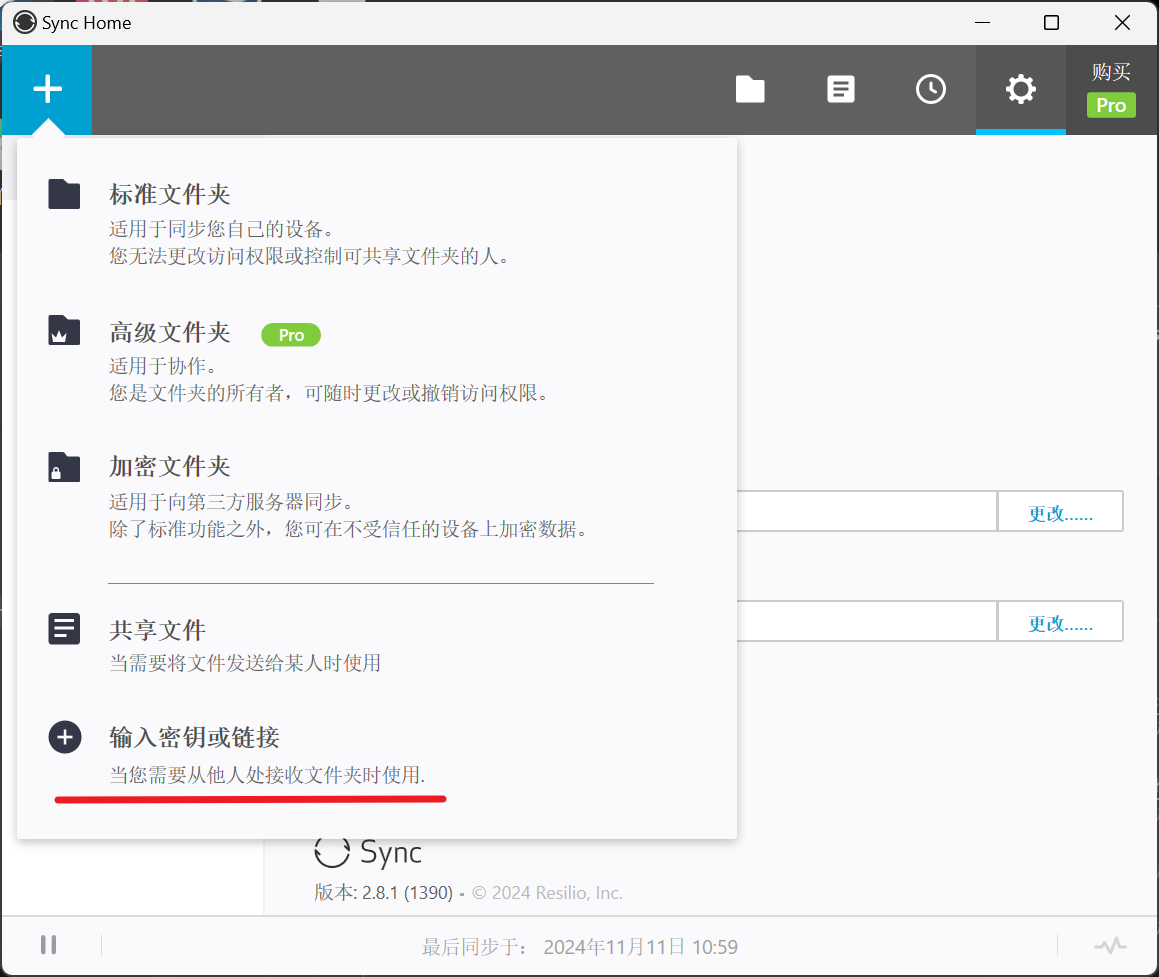 Sync Home
购买
Pro
标准文件夹
适用于同步您自己的设备。
您无法更改访问权限或控制可共享文件夹的人。
高级文件夹 Pro
适用于协作。
您是文件夹的所有者，可随时更改或撤销访问权限。
加密文件夹
适用于向第三方服务器同步。
除了标准功能之外，您可在不受信任的设备上加密数据。
更改......
更改......
共享文件
当需要将文件发送给某人时使用
输入密钥或链接
当您需要从他人处接收文件夹时使用.
Sync
版本: 2.8.1 (1390) - © 2024 Resilio, Inc.
最后同步于： 2024年11月11日 10:59